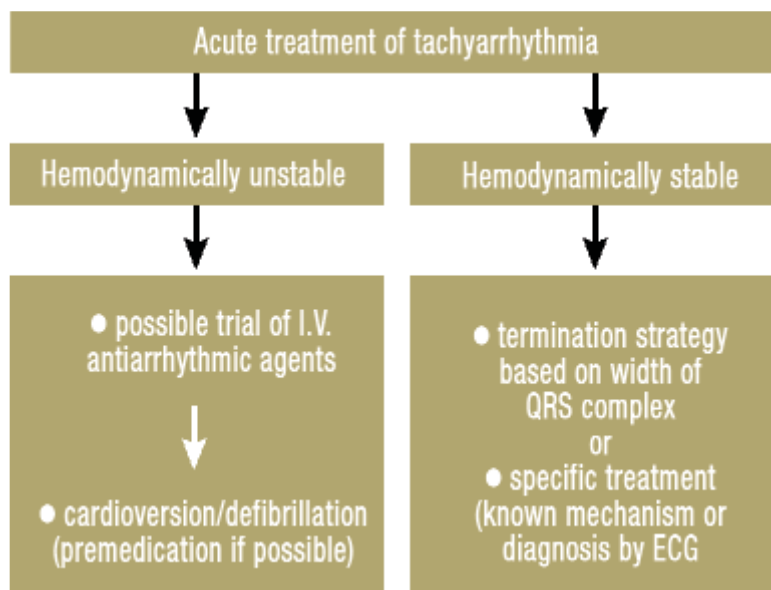 Acute treatment of tachyarrhythmia
Hemodynamically unstable
Hemodynamically stable
● possible trial of I.V.
antiarrhythmic agents
● cardioversion/defibrillation
(premedication if possible)
● termination strategy
based on width of
QRS complex
or
● specific treatment
(known mechanism or
diagnosis by ECG